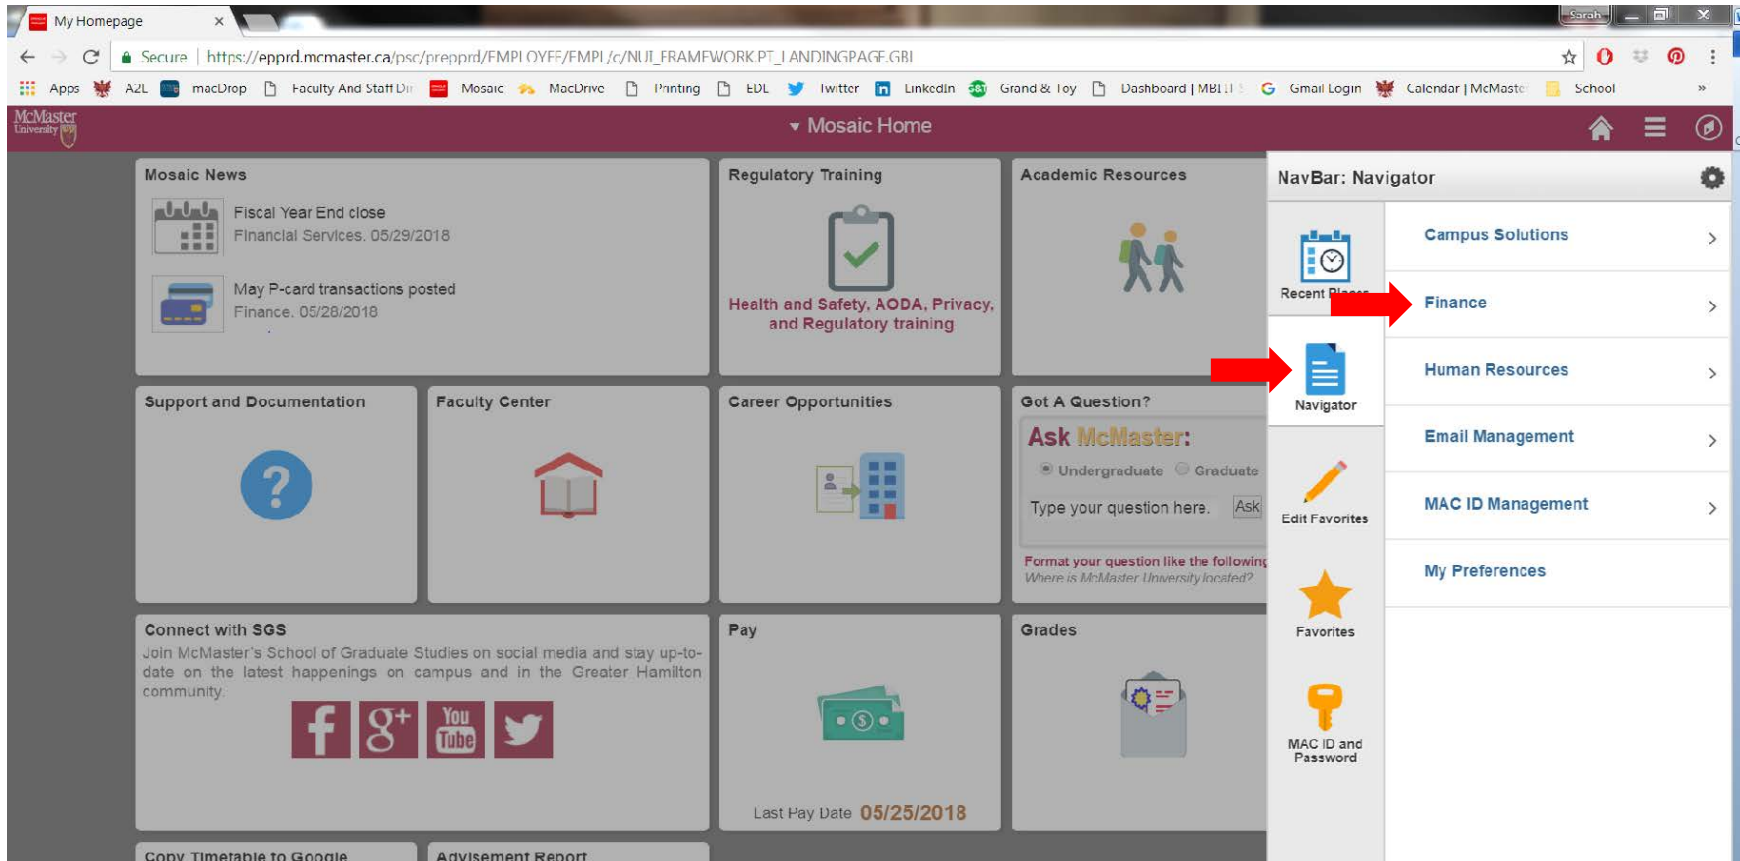 My Homepage
Sarah
Secure | https://epprd.mcmaster.ca/psc/prepprd/EMPLOYEE/EMPL/c/NUI_FRAMEWORK.PT_LANDINGPAGE.GBL
Apps A2L macDrop Faculty And Staff Di Mosaic MacDrive Printing EDL Twitter LinkedIn Grand & Toy Dashboard | MBI Gmail Login Calendar | McMaste School »
McMaster
University
Mosaic Home
NavBar: Navigator
Mosaic News
Fiscal Year End close
Financial Services. 05/29/2018
May P-card transactions posted
Finance. 05/28/2018
Regulatory Training
Health and Safety, AODA, Privacy,
and Regulatory training
Academic Resources
Support and Documentation
Faculty Center
Career Opportunities
Got A Question?
Ask McMaster:
Undergraduate Graduate
Type your question here. Ask
Format your question like the following
Where is McMaster University located?
Connect with SGS
Join McMaster's School of Graduate Studies on social media and stay up-to-
date on the latest happenings on campus and in the Greater Hamilton
community.
f g+ You Tube
Pay
Last Pay Date 05/25/2018
Grades
Copy Timetable to Google
Advisement Report
Recent Places
Navigator
Edit Favorites
Favorites
MAC ID and
Password
Campus Solutions
Finance
Human Resources
Email Management
MAC ID Management
My Preferences